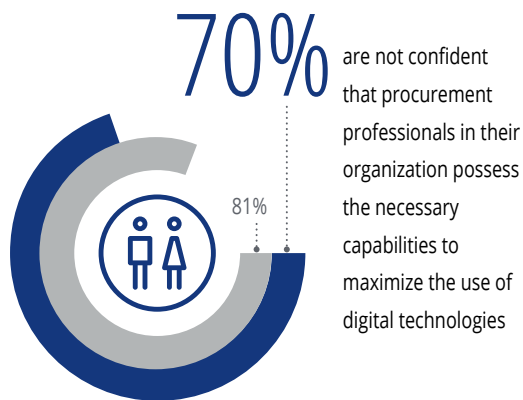 70%
are not confident
that procurement
professionals in their
organization possess
the necessary
capabilities to
maximize the use of
digital technologies
81%